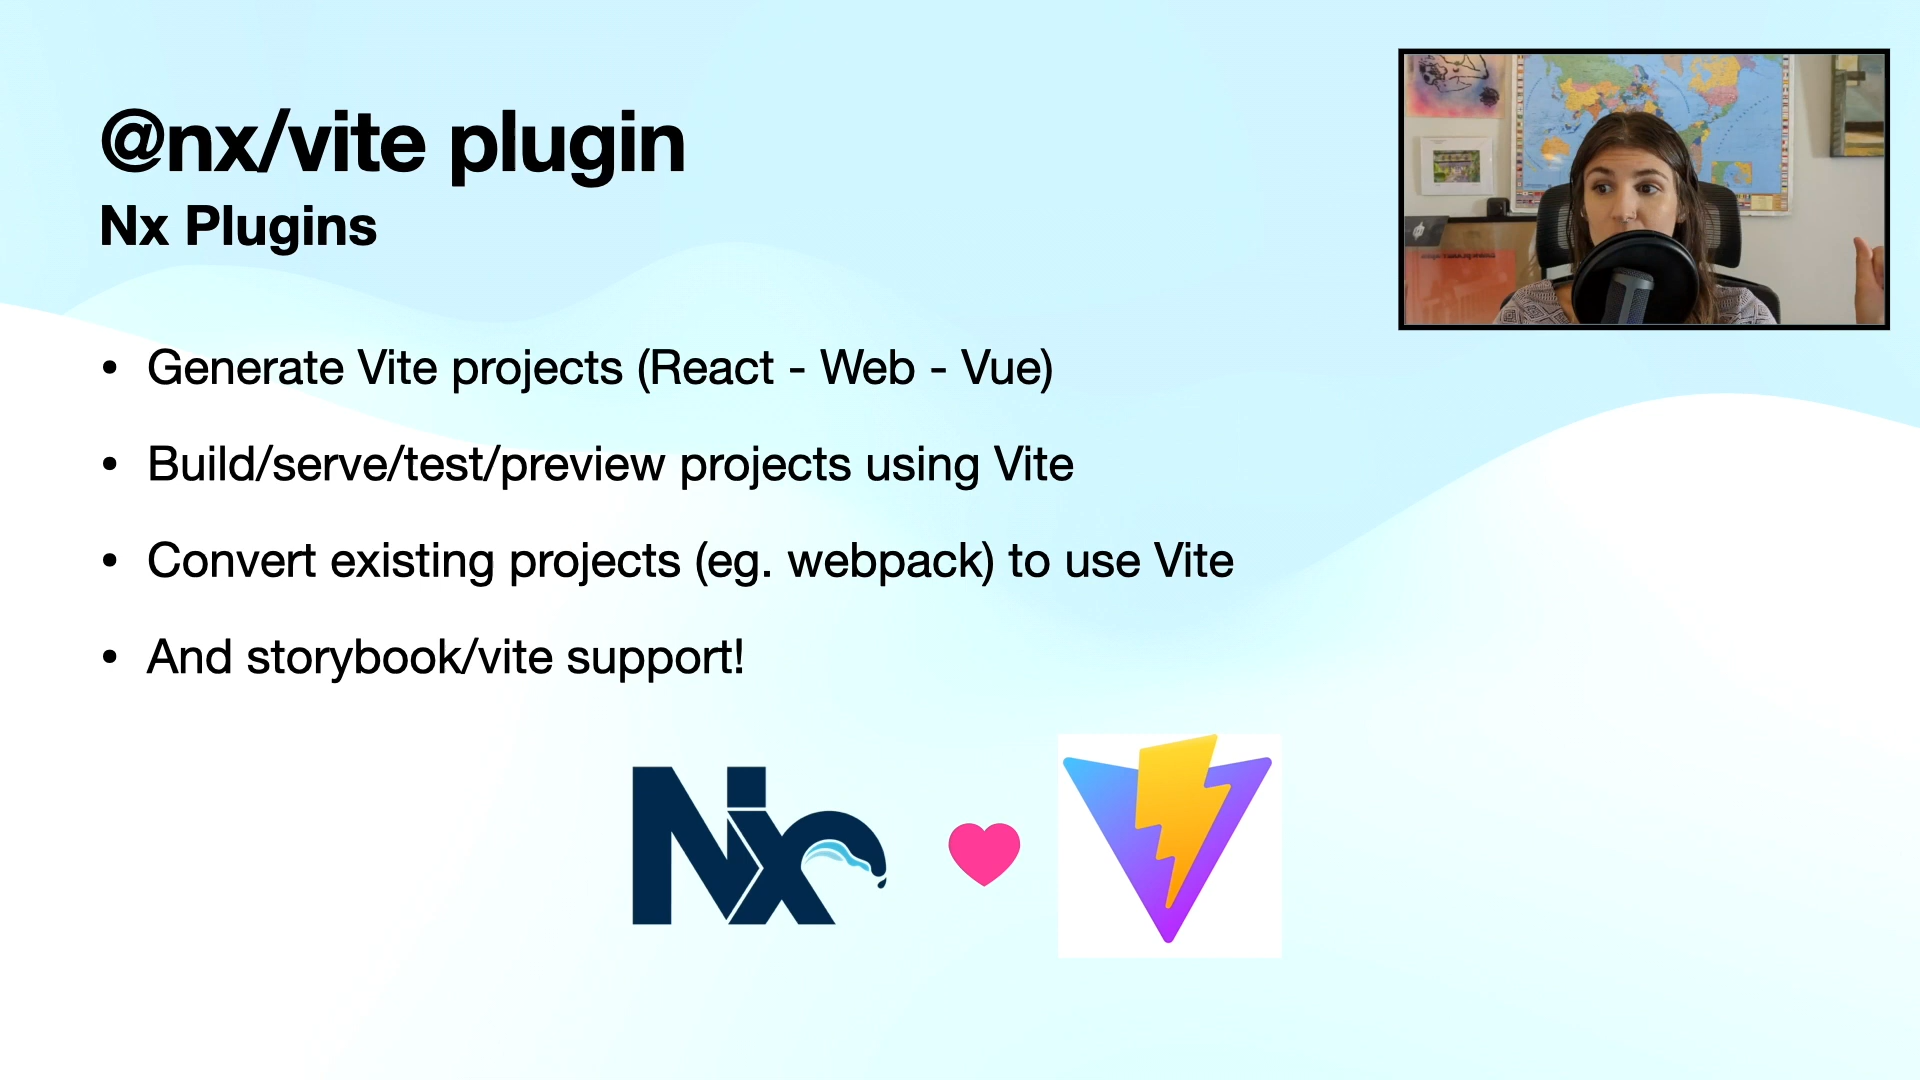 @nx/vite plugin
Nx Plugins
• Generate Vite projects (React - Web - Vue)
• Build/serve/test/preview projects using Vite
• Convert existing projects (eg. webpack) to use Vite
• And storybook/vite support!
Nx